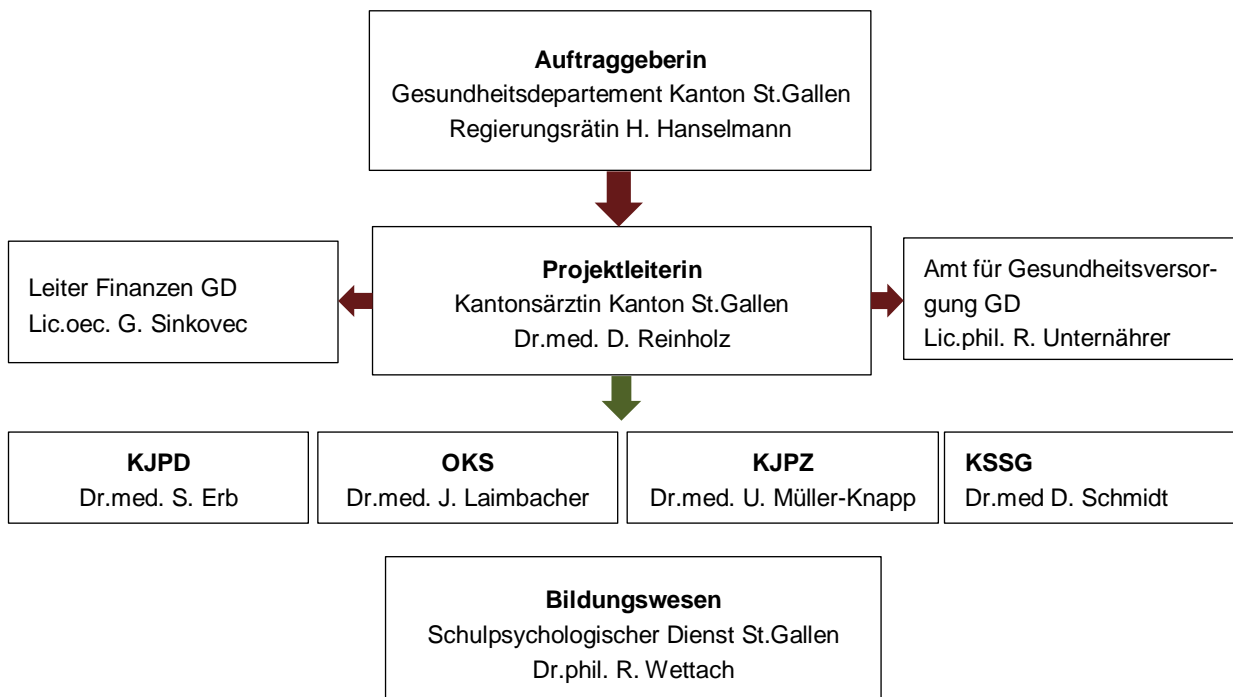 Auftraggeberin
Gesundheitsdepartement Kanton St.Gallen
Regierungsrätin H. Hanselmann
Leiter Finanzen GD
Lic.oec. G. Sinkovec
Projektleiterin
Kantonsärztin Kanton St.Gallen
Dr.med. D. Reinholz
Amt für Gesundheitsversor-
gung GD
Lic.phil. R. Unternährer
KJPD
Dr.med. S. Erb
OKS
Dr.med. J. Laimbacher
KJPZ
Dr.med. U. Müller-Knapp
KSSG
Dr.med D. Schmidt
Bildungswesen
Schulpsychologischer Dienst St.Gallen
Dr.phil. R. Wettach